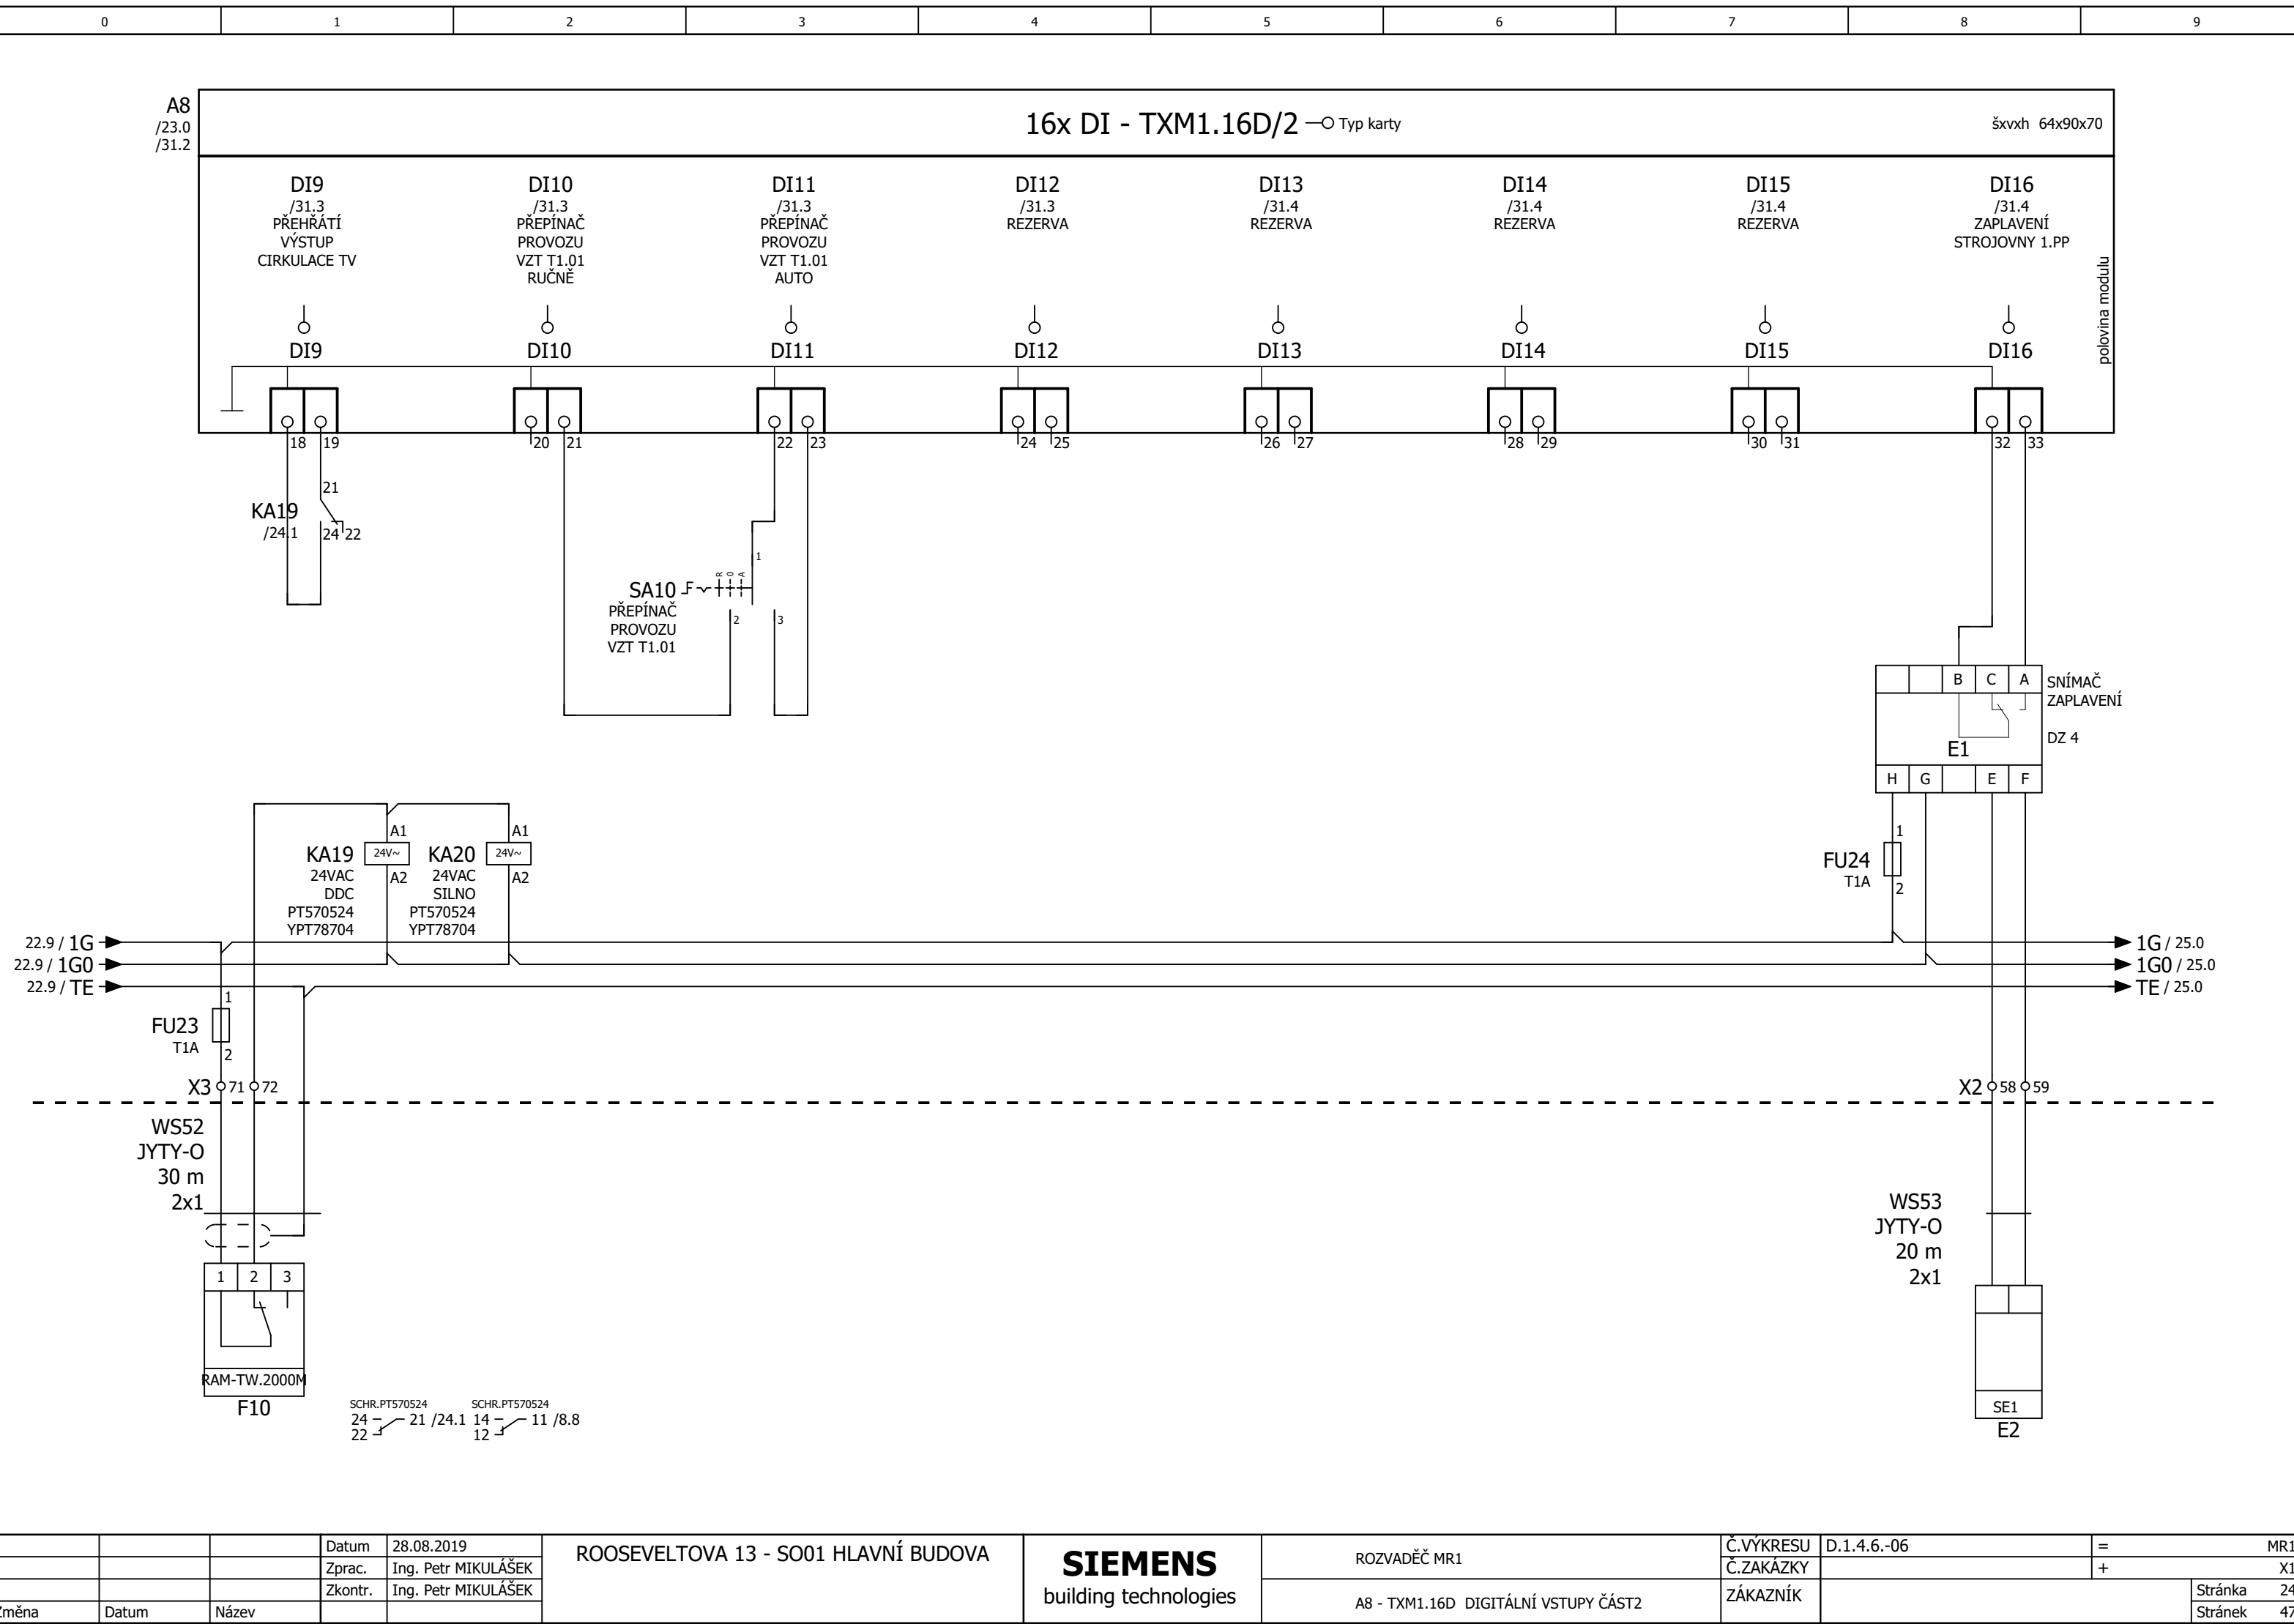 0 1 2 3 4 5 6 7 8 9
A8
/23.0
/31.2
16x DI - TXM1.16D/2
Typ karty
šxvxh 64x90x70
DI9 DI10 DI11 DI12 DI13 DI14 DI15 DI16
/31.3 /31.3 /31.3 /31.3 /31.4 /31.4 /31.4 /31.4
PŘEHŘÁTÍ
VÝSTUP
CIRKULACE TV
PŘEPÍNAČ
PROVOZU
VZT T1.01
RUČNĚ
PŘEPÍNAČ
PROVOZU
VZT T1.01
AUTO
REZERVA
REZERVA
REZERVA
REZERVA
ZAPLAVENÍ
STROJOVNY 1.PP
polovina modulu
DI9 DI10 DI11 DI12 DI13 DI14 DI15 DI16
18 19 20 21 22 23 24 25 26 27 28 29 30 31 32 33
21
KA19
/24.1
24 22
1
R 0 A
SA10
PŘEPÍNAČ
PROVOZU
VZT T1.01
2 3
B C A
SNÍMAČ
ZAPLAVENÍ
DZ 4
E1
H G E F
A1
KA19
24V~
24VAC
DDC
PT570524
YPT78704
A2
A1
KA20
24V~
24VAC
SILNO
PT570524
YPT78704
A2
1
FU24
T1A
2
22.9 / 1G
22.9 / 1G0
22.9 / TE
1G / 25.0
1G0 / 25.0
TE / 25.0
1
FU23
T1A
2
X3 71 72
X2 58 59
WS52
JYTY-O
30 m
2x1
WS53
JYTY-O
20 m
2x1
1 2 3
RAM-TW.2000M
F10
SCHR.PT570524
24 21 /24.1
22
SCHR.PT570524
14 11 /8.8
12
SE1
E2
Změna Datum Název
Datum 28.08.2019
Zprac. Ing. Petr MIKULÁŠEK
Zkontr. Ing. Petr MIKULÁŠEK
ROOSEVELTOVA 13 - SO01 HLAVNÍ BUDOVA
SIEMENS
building technologies
ROZVADĚČ MR1
A8 - TXM1.16D DIGITÁLNÍ VSTUPY ČÁST2
Č.VÝKRESU D.1.4.6.-06
Č.ZAKÁZKY
ZÁKAZNÍK
= MR1
+ X1
Stránka 24
Stránek 47